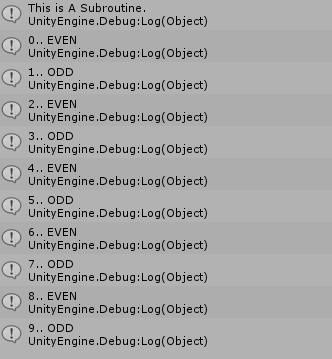 This is A Subroutine.
UnityEngine.Debug:Log(Object)
0.. EVEN
UnityEngine.Debug:Log(Object)
1.. ODD
UnityEngine.Debug:Log(Object)
2.. EVEN
UnityEngine.Debug:Log(Object)
3.. ODD
UnityEngine.Debug:Log(Object)
4.. EVEN
UnityEngine.Debug:Log(Object)
5.. ODD
UnityEngine.Debug:Log(Object)
6.. EVEN
UnityEngine.Debug:Log(Object)
7.. ODD
UnityEngine.Debug:Log(Object)
8.. EVEN
UnityEngine.Debug:Log(Object)
9.. ODD
UnityEngine.Debug:Log(Object)